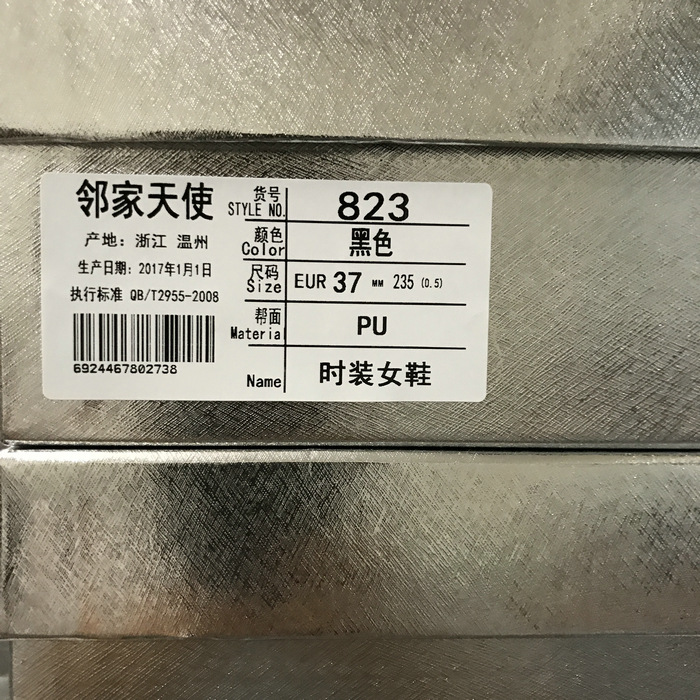 邻家天使
产地：浙江 温州
生产日期：2017年1月1日
执行标准 QB/T2955-2008
6924467802738
货号 STYLE NO. 823
颜色 Color 黑色
尺码 Size EUR 37 MM 235 (0.5)
帮面 Material PU
Name 时装女鞋